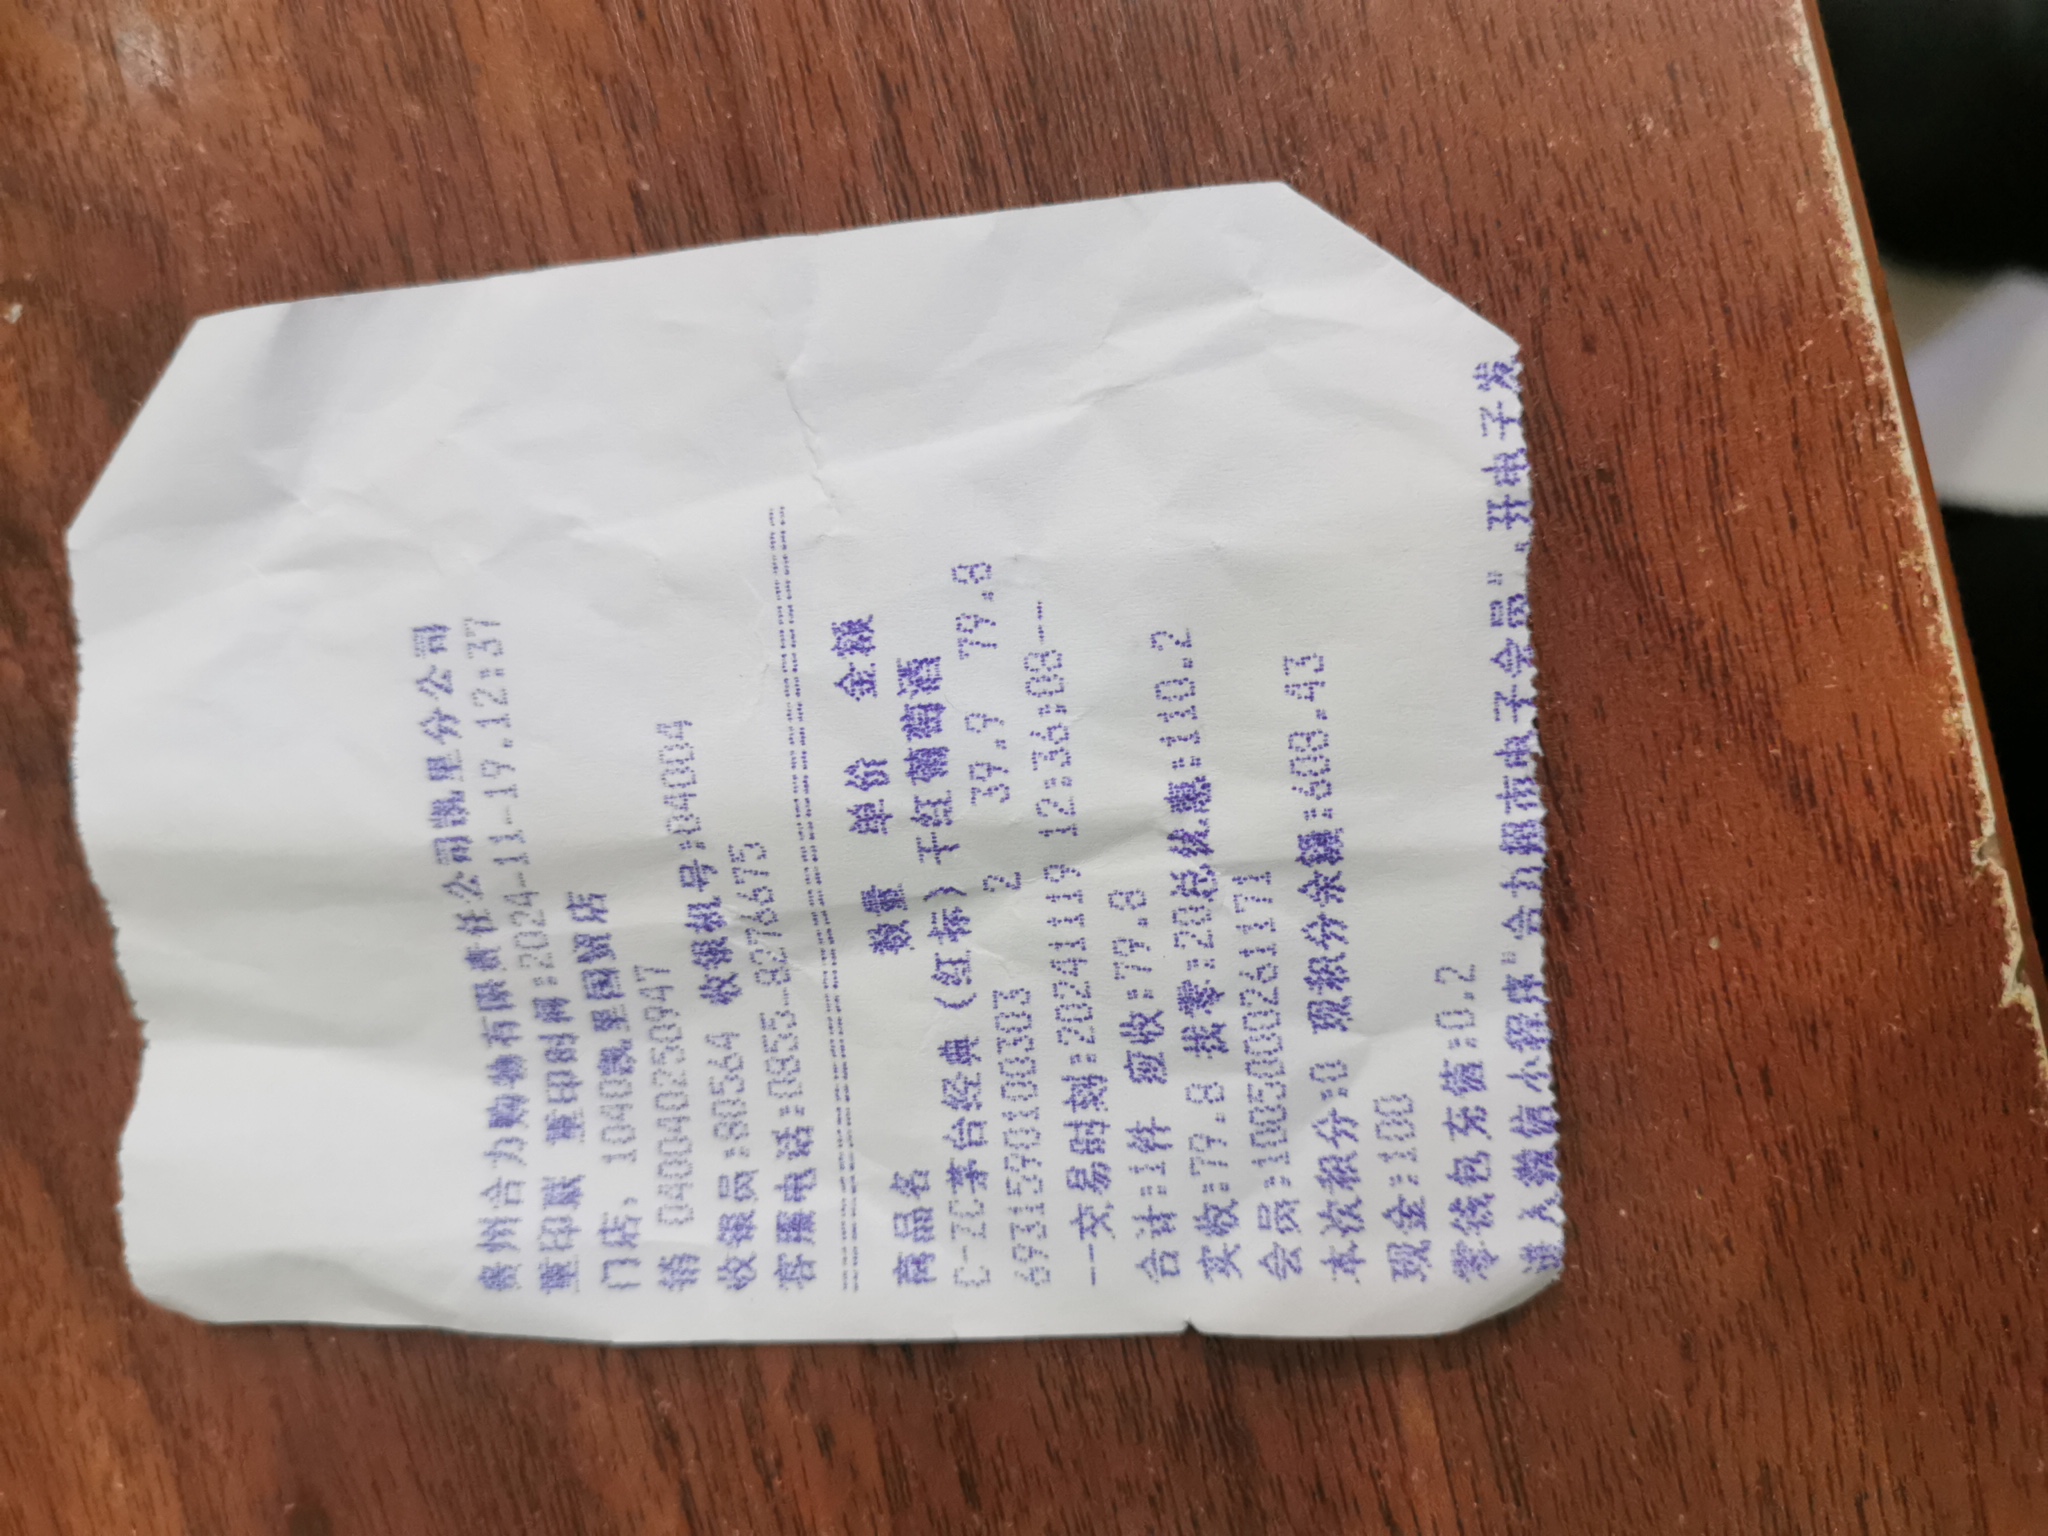 贵州合力购物有限责任公司凯里分公司
重印联 重印时间:2024-11-19.12:37
门店: 1040凯里国贸店
销 040040250947
收银员:80564 收银机号:04004
客服电话:0855-8276675
==========================================
商品名 数量 单价 金额
C-ZC茅台经典（红标）干红葡萄酒
6931590100303 2 39.9 79.8
--交易时刻:20241119 12:36:08--
合计:1件 应收:79.8
实收:79.8 找零:20总优惠:110.2
会员:1005000261171
本次积分:0 现积分余额:608.43
现金:100
零钱包充值:0.2
进入微信小程序"合力超市电子会员",开电子发